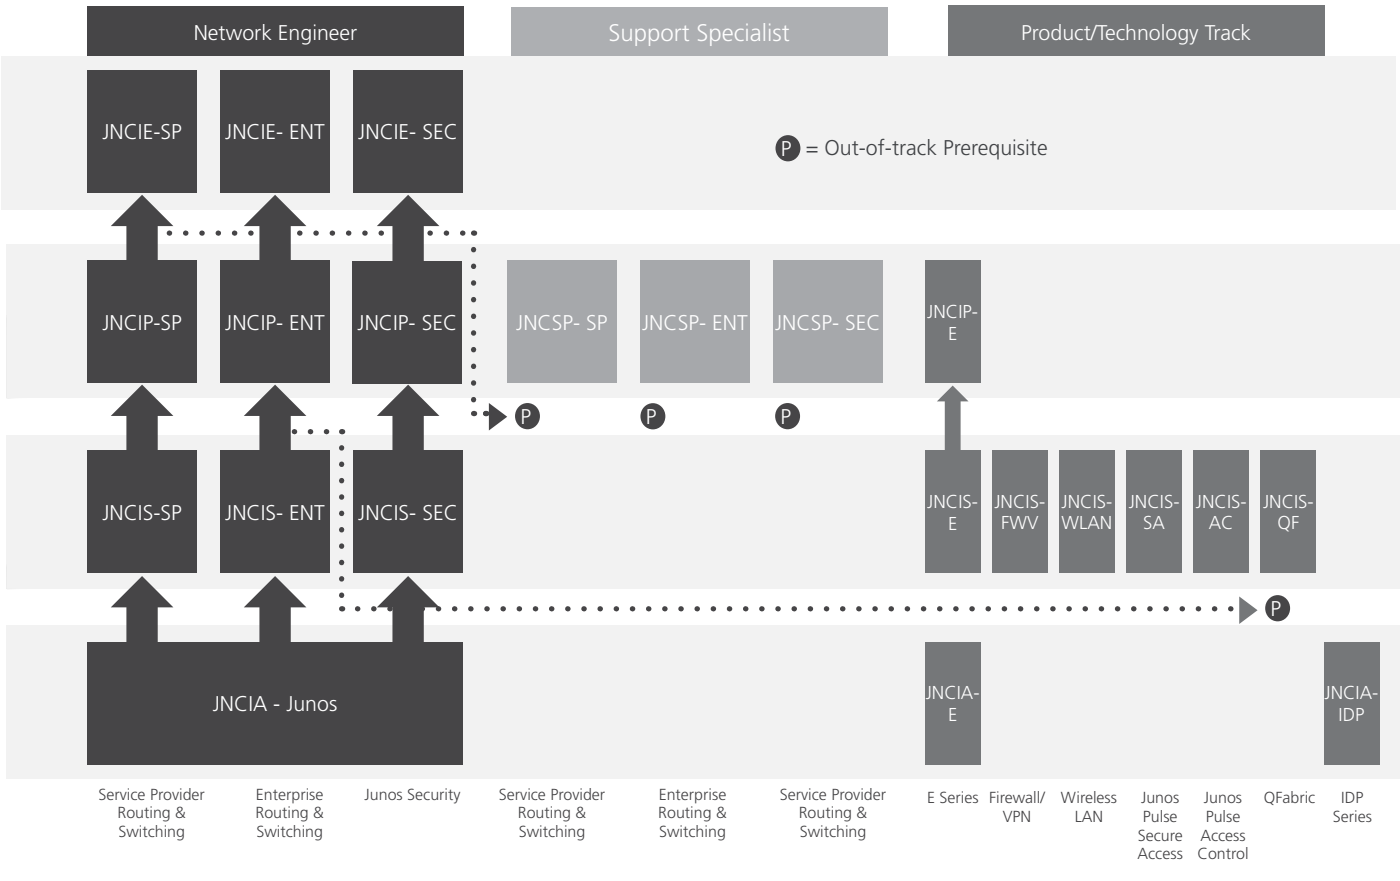 Network Engineer
Support Specialist
Product/Technology Track
JNCIE-SP
JNCIE- ENT
JNCIE- SEC
P = Out-of-track Prerequisite
JNCIP-SP
JNCIP- ENT
JNCIP- SEC
JNCSP- SP
JNCSP- ENT
JNCSP- SEC
JNCIP-
E
P
P
P
JNCIS-SP
JNCIS- ENT
JNCIS- SEC
JNCIS-
E
JNCIS-
FWV
JNCIS-
WLAN
JNCIS-
SA
JNCIS-
AC
JNCIS-
QF
P
JNCIA - Junos
JNCIA-
E
JNCIA-
IDP
Service Provider
Routing &
Switching
Enterprise
Routing &
Switching
Junos Security
Service Provider
Routing &
Switching
Enterprise
Routing &
Switching
Service Provider
Routing &
Switching
E Series
Firewall/
VPN
Wireless
LAN
Junos
Pulse
Secure
Access
Junos
Pulse
Access
Control
QFabric
IDP
Series